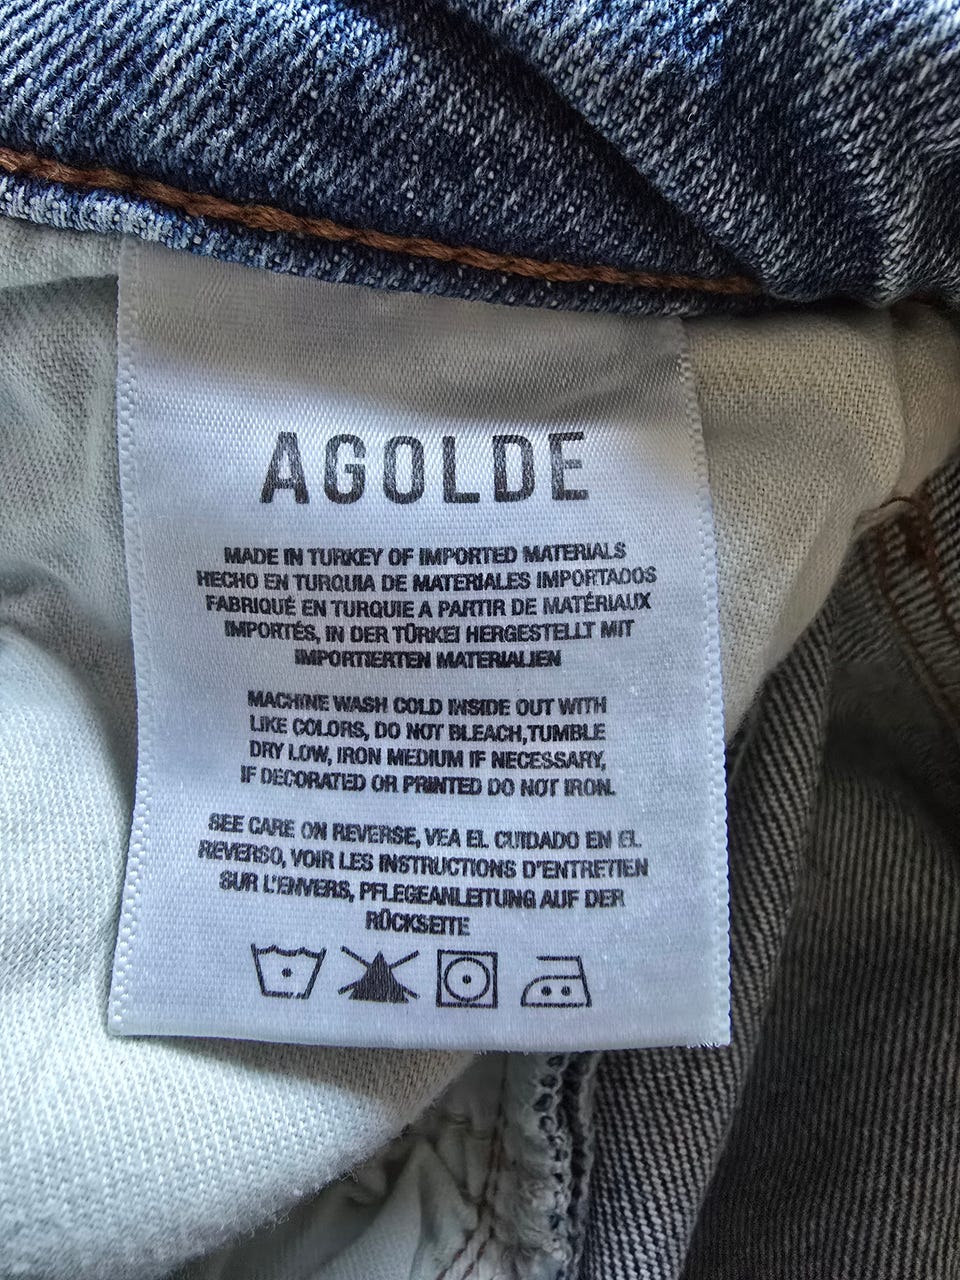 AGOLDE
MADE IN TURKEY OF IMPORTED MATERIALS
HECHO EN TURQUIA DE MATERIALES IMPORTADOS
FABRIQUÉ EN TURQUIE A PARTIR DE MATÉRIAUX
IMPORTÉS, IN DER TÜRKEI HERGESTELLT MIT
IMPORTIERTEN MATERIALIEN
MACHINE WASH COLD INSIDE OUT WITH
LIKE COLORS, DO NOT BLEACH,TUMBLE
DRY LOW, IRON MEDIUM IF NECESSARY,
IF DECORATED OR PRINTED DO NOT IRON.
SEE CARE ON REVERSE, VEA EL CUIDADO EN EL
REVERSO, VOIR LES INSTRUCTIONS D'ENTRETIEN
SUR L'ENVERS, PFLEGEANLEITUNG AUF DER
RÜCKSEITE